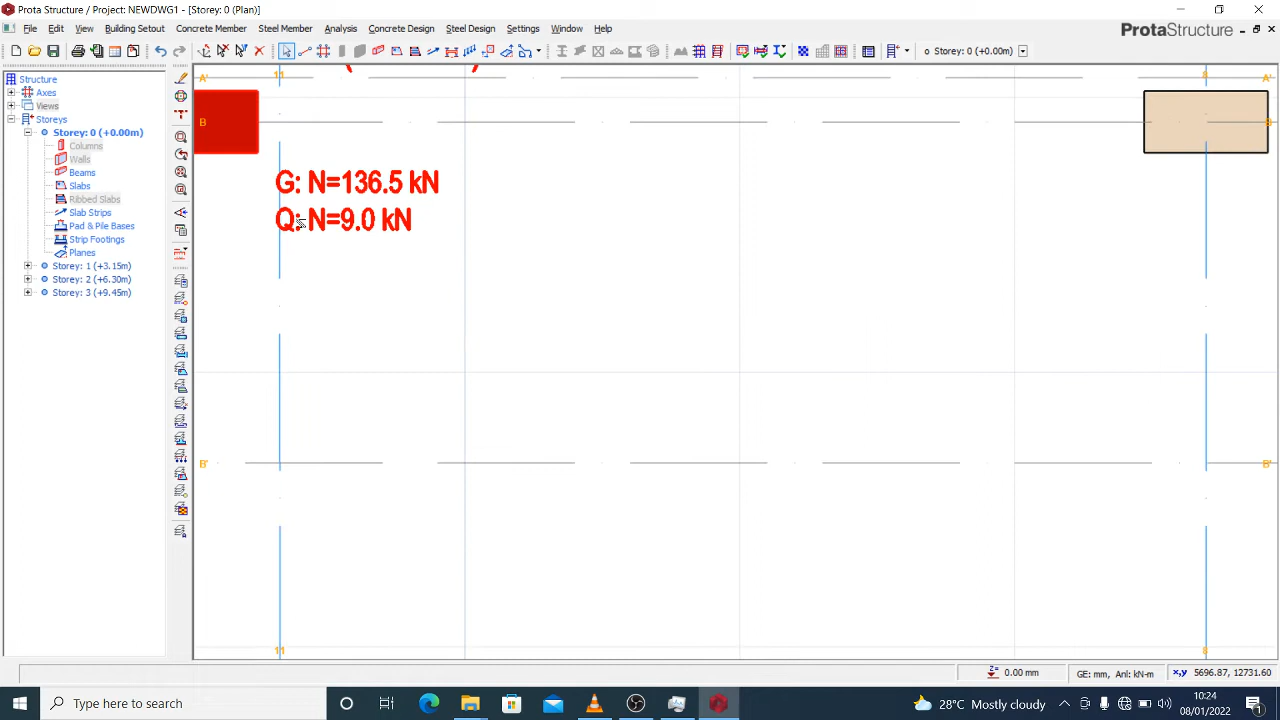 Prota Structure / Project: NEWDWG1 - [Storey: 0 (Plan)]
File Edit View Building Setout Concrete Member Steel Member Analysis Concrete Design Steel Design Settings Window Help
ProtaStructure
Storey: 0 (+0.00m)
Structure
Axes
Views
Storeys
Storey: 0 (+0.00m)
Columns
Walls
Beams
Slabs
Ribbed Slabs
Slab Strips
Pad & Pile Bases
Strip Footings
Planes
Storey: 1 (+3.15m)
Storey: 2 (+6.30m)
Storey: 3 (+9.45m)
A' 11 8 A'
B B
G: N=136.5 kN
Q: N=9.0 kN
B' B'
11 8
Z= 0.00 mm GE: mm, Anl: kN-m x,y 5696.87, 12731.60
Type here to search
28°C Mostly cloudy
10:24
08/01/2022